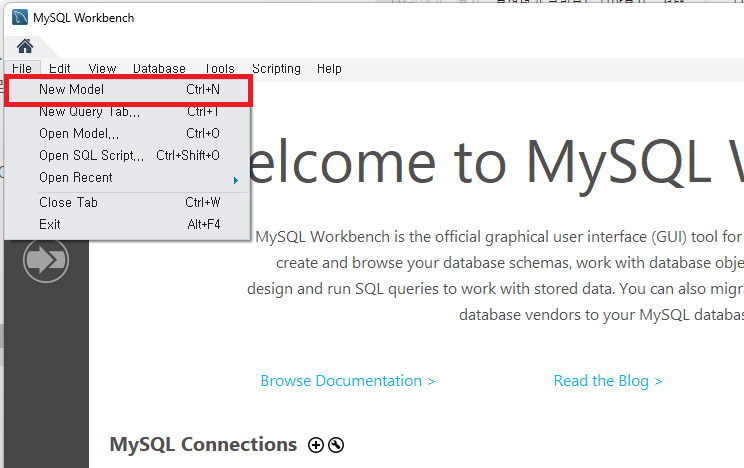 MySQL Workbench
File Edit View Database Tools Scripting Help
New Model Ctrl+N
New Query Tab... Ctrl+T
Open Model... Ctrl+O
Open SQL Script... Ctrl+Shift+O
Open Recent
Close Tab Ctrl+W
Exit Alt+F4
elcome to MySQL W
MySQL Workbench is the official graphical user interface (GUI) tool for
create and browse your database schemas, work with database obje
design and run SQL queries to work with stored data. You can also migra
database vendors to your MySQL databas
Browse Documentation > Read the Blog >
MySQL Connections